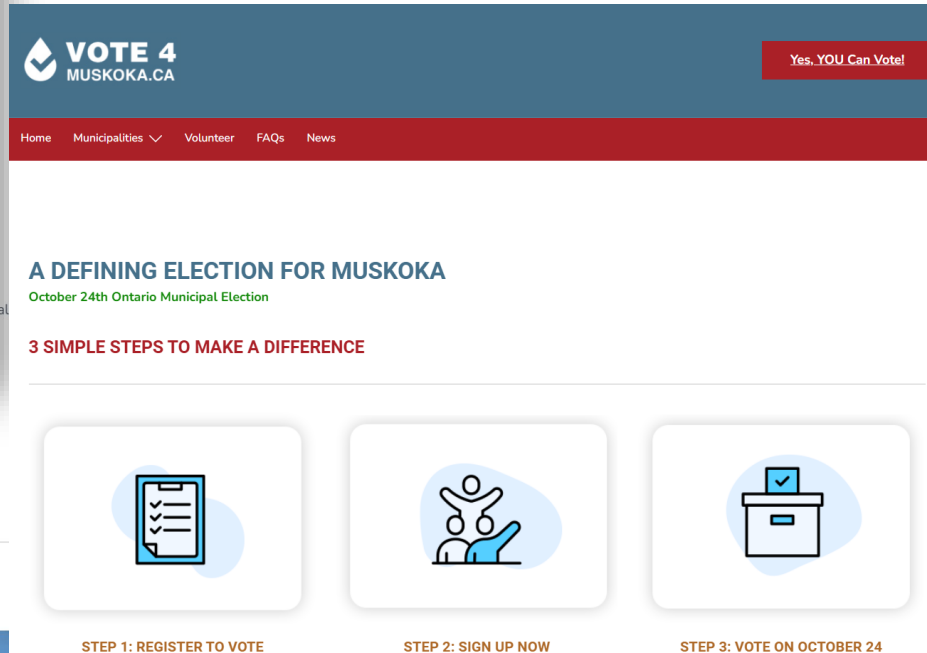 VOTE 4
MUSKOKA.CA
Yes, YOU Can Vote!
Home Municipalities Volunteer FAQs News
A DEFINING ELECTION FOR MUSKOKA
October 24th Ontario Municipal Election
3 SIMPLE STEPS TO MAKE A DIFFERENCE
STEP 1: REGISTER TO VOTE
STEP 2: SIGN UP NOW
STEP 3: VOTE ON OCTOBER 24